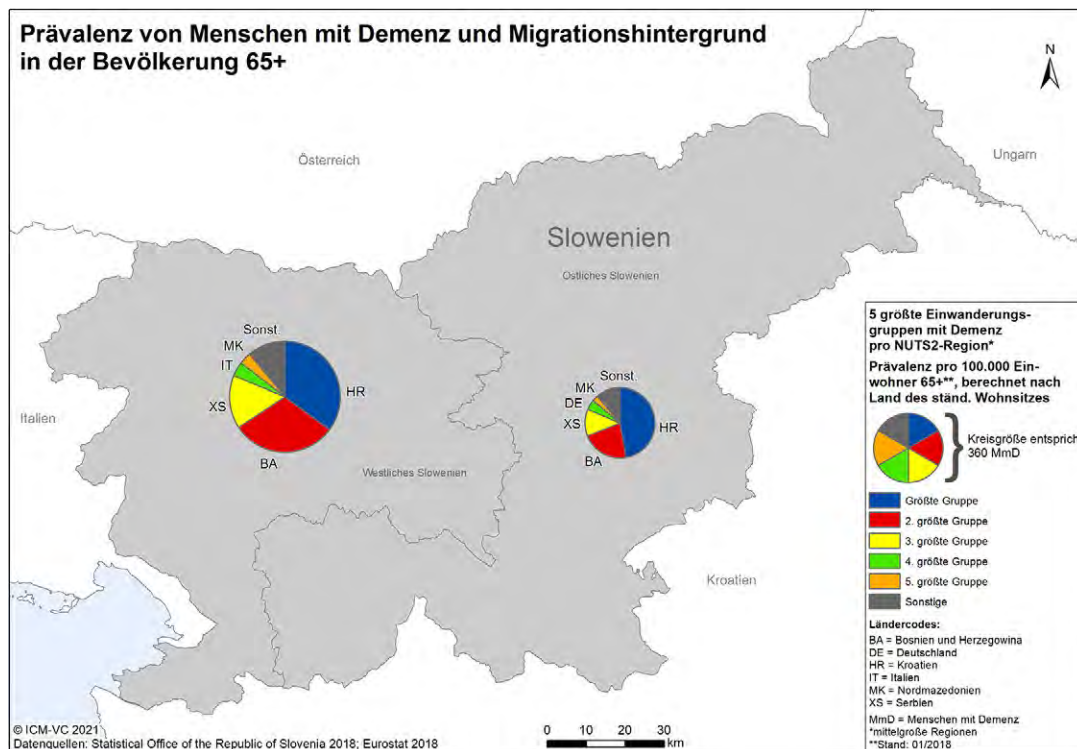 Prävalenz von Menschen mit Demenz und Migrationshintergrund
in der Bevölkerung 65+
N
Österreich
Ungarn
Slowenien
Östliches Slowenien
Sonst.
MK
IT
XS
HR
BA
Westliches Slowenien
Sonst.
MK
DE
XS
HR
BA
Italien
Kroatien
5 größte Einwanderungs-
gruppen mit Demenz
pro NUTS2-Region*
Prävalenz pro 100.000 Ein-
wohner 65+**, berechnet nach
Land des ständ. Wohnsitzes
Kreisgröße entsprich
360 MmD
Größte Gruppe
2. größte Gruppe
3. größte Gruppe
4. größte Gruppe
5. größte Gruppe
Sonstige
Ländercodes:
BA = Bosnien und Herzegowina
DE = Deutschland
HR = Kroatien
IT = Italien
MK = Nordmazedonien
XS = Serbien
MmD = Menschen mit Demenz
*mittelgroße Regionen
**Stand: 01/2018
© ICM-VC 2021
Datenquellen: Statistical Office of the Republic of Slovenia 2018; Eurostat 2018
0 10 20 30
km